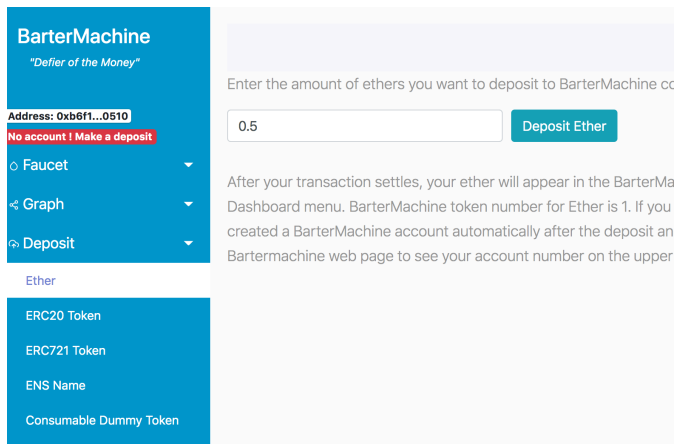 BarterMachine
"Defier of the Money"
Address: 0xb6f1...0510
No account ! Make a deposit
Faucet
Graph
Deposit
Ether
ERC20 Token
ERC721 Token
ENS Name
Consumable Dummy Token
Enter the amount of ethers you want to deposit to BarterMachine
0.5
Deposit Ether
After your transaction settles, your ether will appear in the
Dashboard menu. BarterMachine token number for Ether is 1. If you
created a BarterMachine account automatically after the deposit
Bartermachine web page to see your account number on the upper